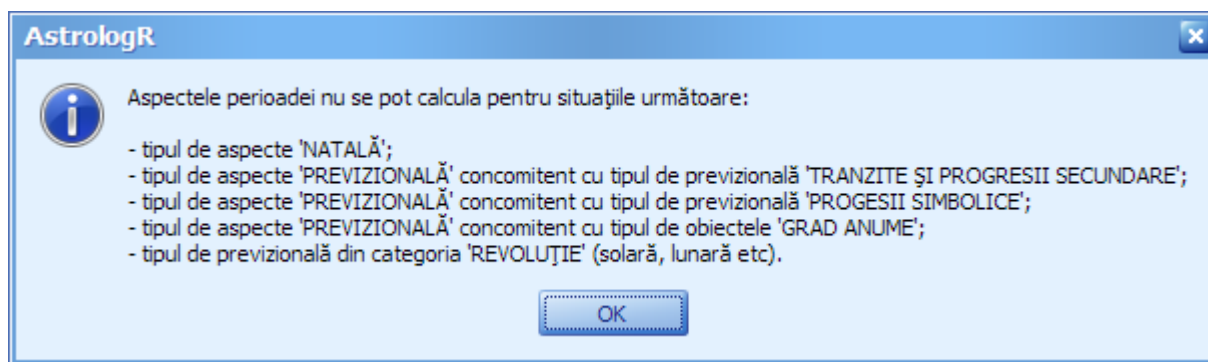 AstrologR
Aspectele perioadei nu se pot calcula pentru situaţiile următoare:
- tipul de aspecte 'NATALĂ';
- tipul de aspecte 'PREVIZIONALĂ' concomitent cu tipul de previzională 'TRANZITE ŞI PROGRESII SECUNDARE';
- tipul de aspecte 'PREVIZIONALĂ' concomitent cu tipul de previzională 'PROGESII SIMBOLICE';
- tipul de aspecte 'PREVIZIONALĂ' concomitent cu tipul de obiectele 'GRAD ANUME';
- tipul de previzională din categoria 'REVOLUŢIE' (solară, lunară etc).
OK